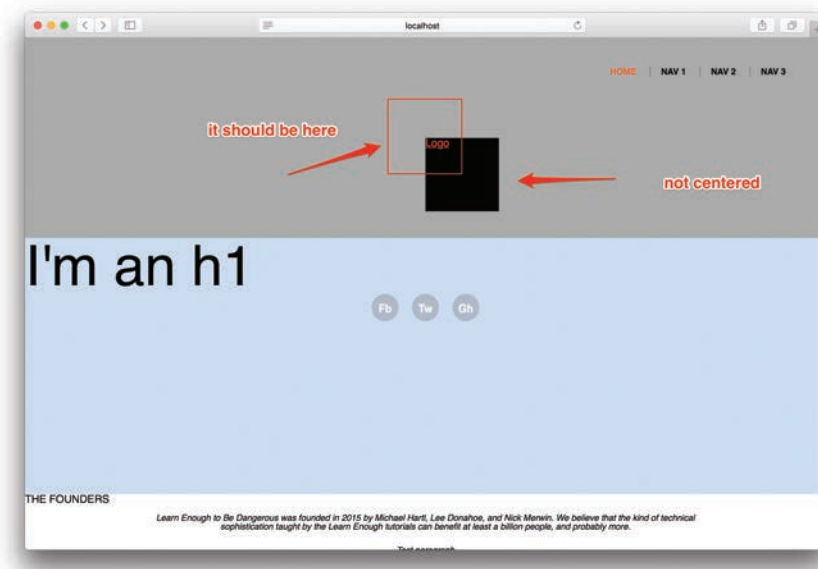 localhost
HOME NAV 1 NAV 2 NAV 3
it should be here
Logo
not centered
I'm an h1
Fb Tw Gh
THE FOUNDERS
Learn Enough to Be Dangerous was founded in 2015 by Michael Hartl, Lee Donahoe, and Nick Merwin. We believe that the kind of technical
sophistication taught by the Learn Enough tutorials can benefit at least a billion people, and probably more.